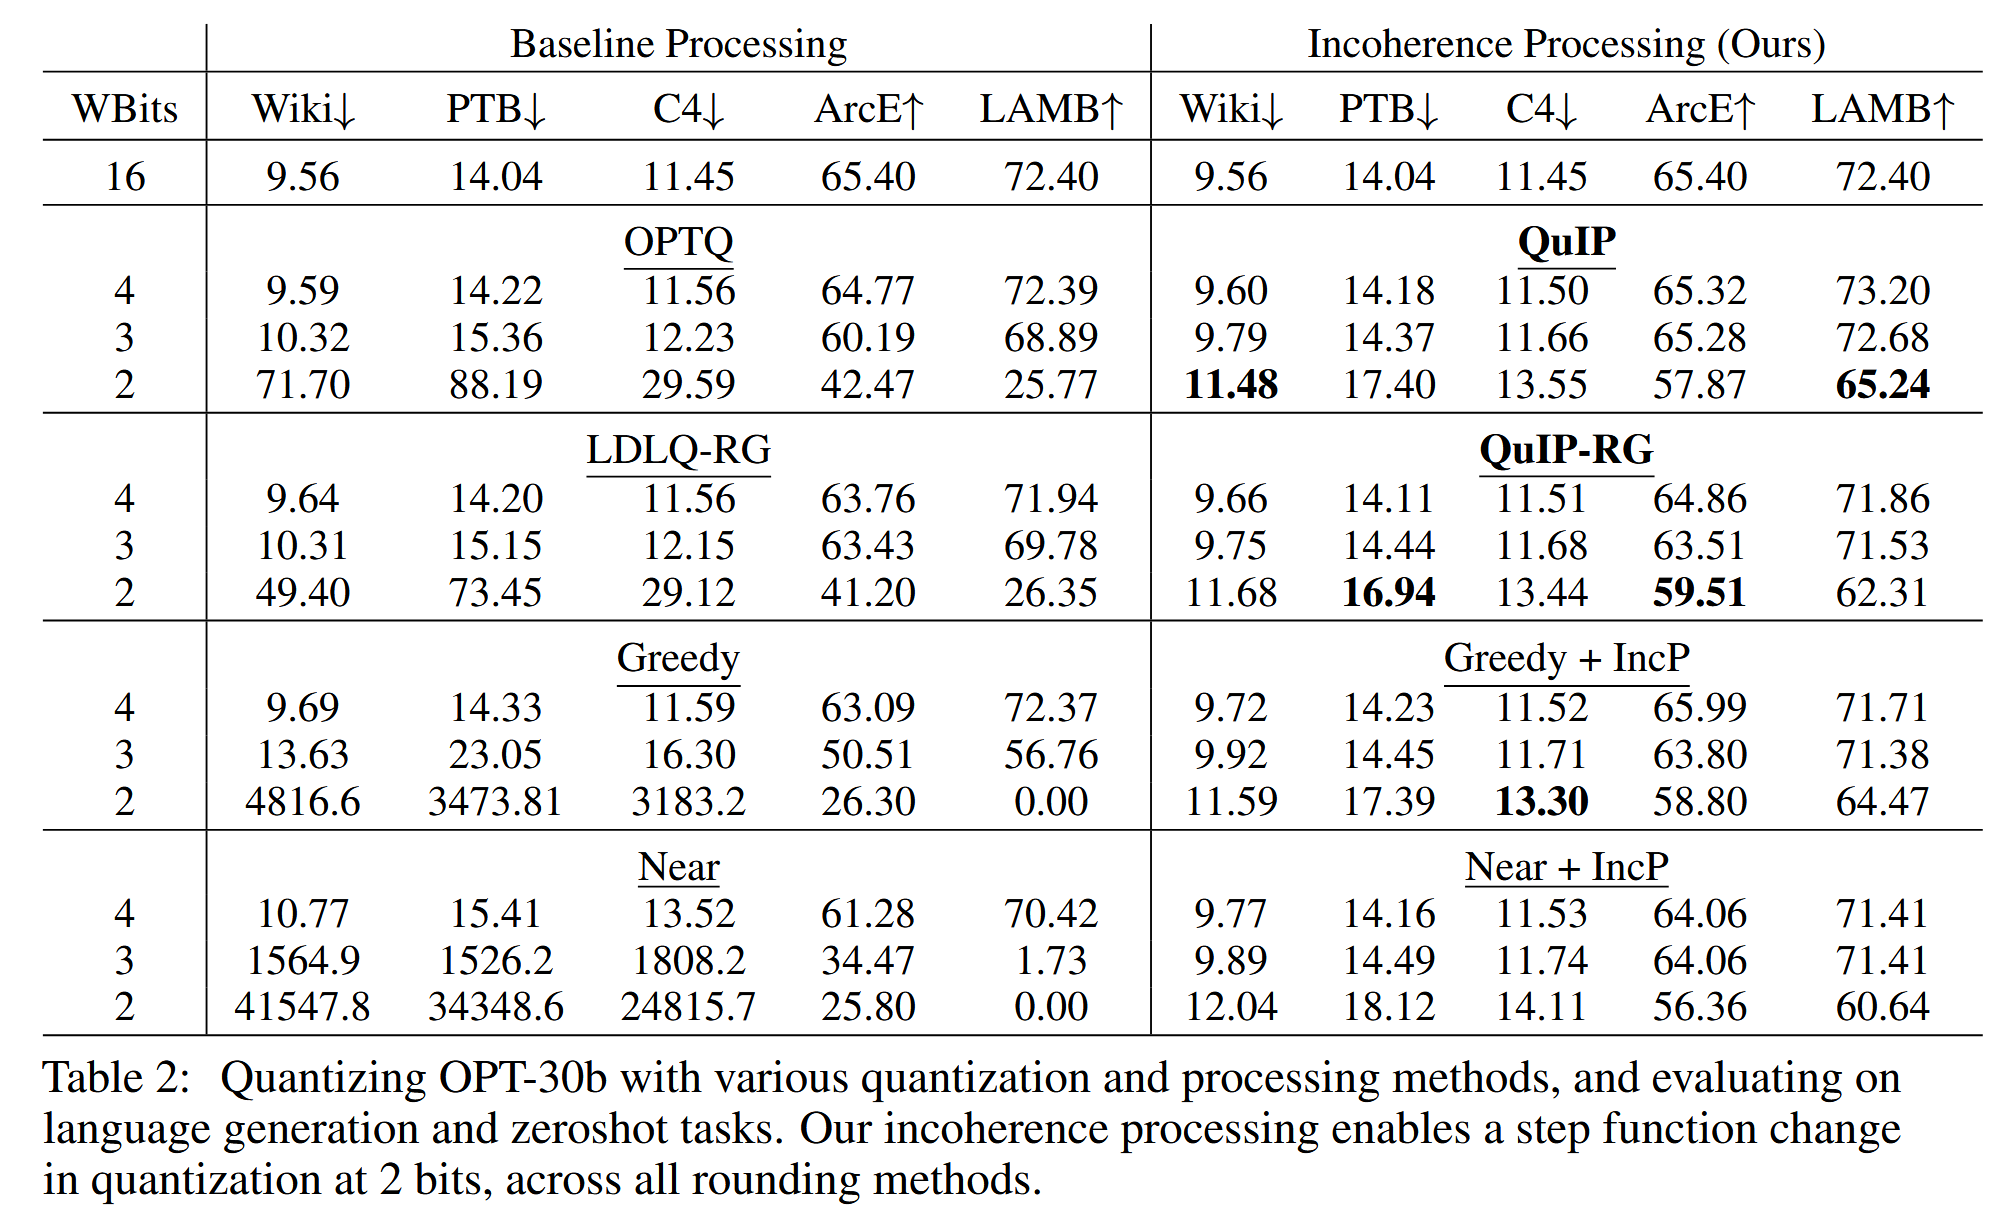 Baseline Processing Incoherence Processing (Ours)
WBits Wiki↓ PTB↓ C4↓ ArcE↑ LAMB↑ Wiki↓ PTB↓ C4↓ ArcE↑ LAMB↑
16 9.56 14.04 11.45 65.40 72.40 9.56 14.04 11.45 65.40 72.40
OPTQ QuIP
4 9.59 14.22 11.56 64.77 72.39 9.60 14.18 11.50 65.32 73.20
3 10.32 15.36 12.23 60.19 68.89 9.79 14.37 11.66 65.28 72.68
2 71.70 88.19 29.59 42.47 25.77 11.48 17.40 13.55 57.87 65.24
LDLQ-RG QuIP-RG
4 9.64 14.20 11.56 63.76 71.94 9.66 14.11 11.51 64.86 71.86
3 10.31 15.15 12.15 63.43 69.78 9.75 14.44 11.68 63.51 71.53
2 49.40 73.45 29.12 41.20 26.35 11.68 16.94 13.44 59.51 62.31
Greedy Greedy + IncP
4 9.69 14.33 11.59 63.09 72.37 9.72 14.23 11.52 65.99 71.71
3 13.63 23.05 16.30 50.51 56.76 9.92 14.45 11.71 63.80 71.38
2 4816.6 3473.81 3183.2 26.30 0.00 11.59 17.39 13.30 58.80 64.47
Near Near + IncP
4 10.77 15.41 13.52 61.28 70.42 9.77 14.16 11.53 64.06 71.41
3 1564.9 1526.2 1808.2 34.47 1.73 9.89 14.49 11.74 64.06 71.41
2 41547.8 34348.6 24815.7 25.80 0.00 12.04 18.12 14.11 56.36 60.64
Table 2: Quantizing OPT-30b with various quantization and processing methods, and evaluating on
language generation and zeroshot tasks. Our incoherence processing enables a step function change
in quantization at 2 bits, across all rounding methods.